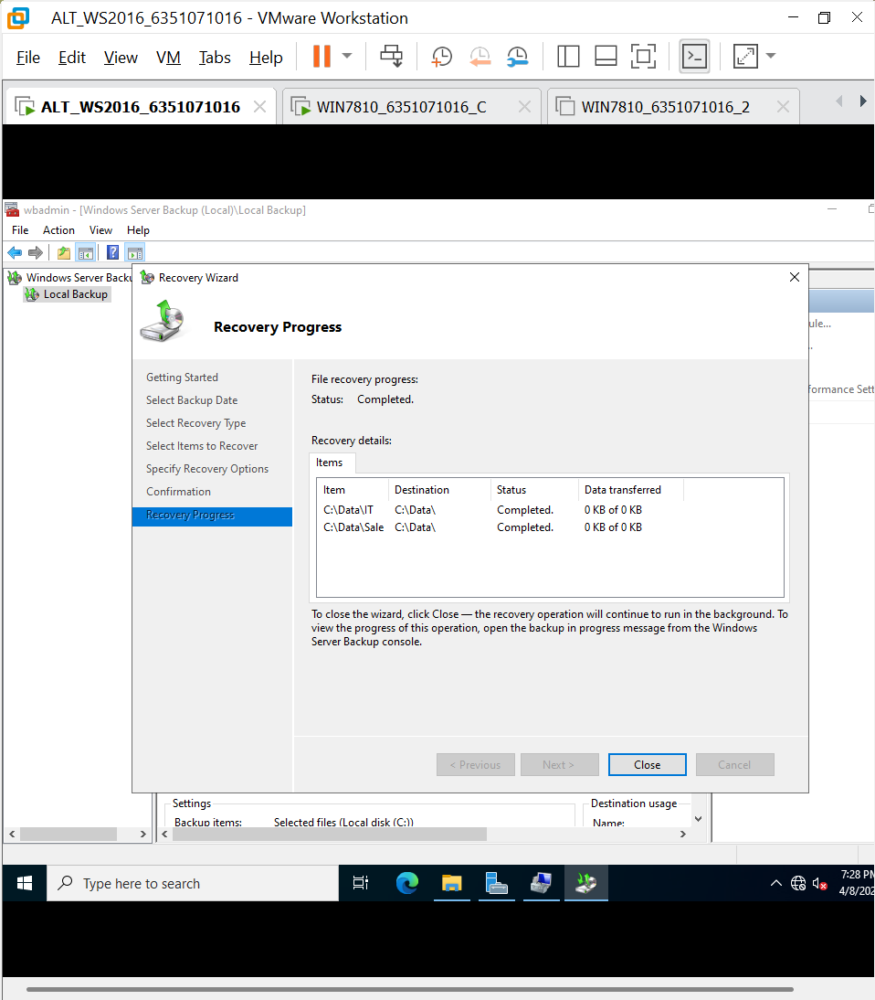 ALT_WS2016_6351071016 - VMware Workstation
File Edit View VM Tabs Help
ALT_WS2016_6351071016 WIN7810_6351071016_C WIN7810_6351071016_2
wbadmin - [Windows Server Backup (Local)\Local Backup]
File Action View Help
Windows Server Backu
Local Backup
Recovery Wizard
Recovery Progress
Getting Started
Select Backup Date
Select Recovery Type
Select Items to Recover
Specify Recovery Options
Confirmation
Recovery Progress
File recovery progress:
Status: Completed.
Recovery details:
Items
Item Destination Status Data transferred
C:\Data\IT C:\Data\ Completed. 0 KB of 0 KB
C:\Data\Sale C:\Data\ Completed. 0 KB of 0 KB
To close the wizard, click Close — the recovery operation will continue to run in the background. To
view the progress of this operation, open the backup in progress message from the Windows
Server Backup console.
< Previous Next > Close Cancel
ule...
...
formance Sett
Settings
Backup items: Selected files (Local disk (C:))
Destination usage
Name:
Type here to search
7:28 PM
4/8/202